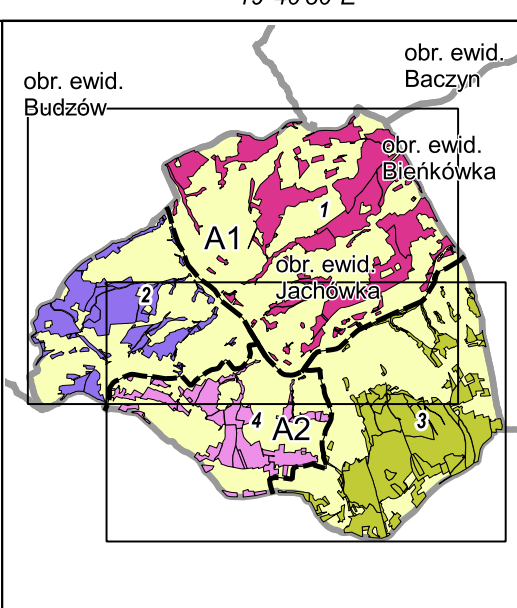 obr. ewid.
Baczyn
obr. ewid.
Budzów
obr. ewid.
Bieńkówka
1
A1
obr. ewid.
Jachówka
2
4
A2
3